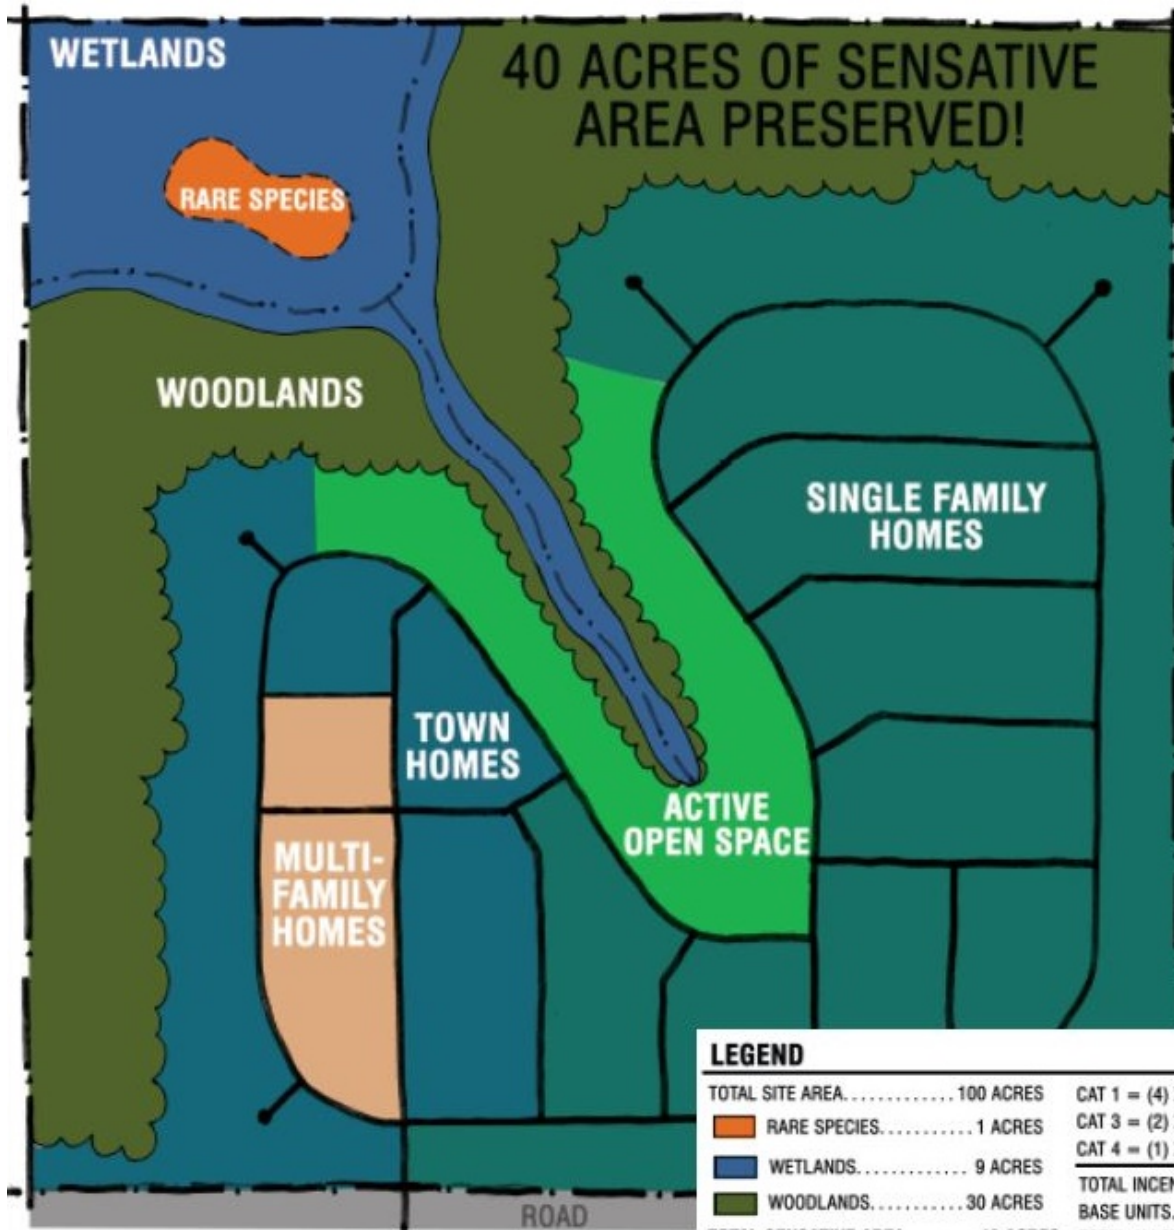 WETLANDS
40 ACRES OF SENSATIVE
AREA PRESERVED!
RARE SPECIES
WOODLANDS
SINGLE FAMILY
HOMES
TOWN
HOMES
ACTIVE
OPEN SPACE
MULTI-
FAMILY
HOMES
LEGEND
TOTAL SITE AREA............. 100 ACRES
RARE SPECIES........... 1 ACRES
WETLANDS............. 9 ACRES
WOODLANDS........... 30 ACRES
CAT 1 = (4)
CAT 3 = (2)
CAT 4 = (1)
BASE UNITS
ROAD